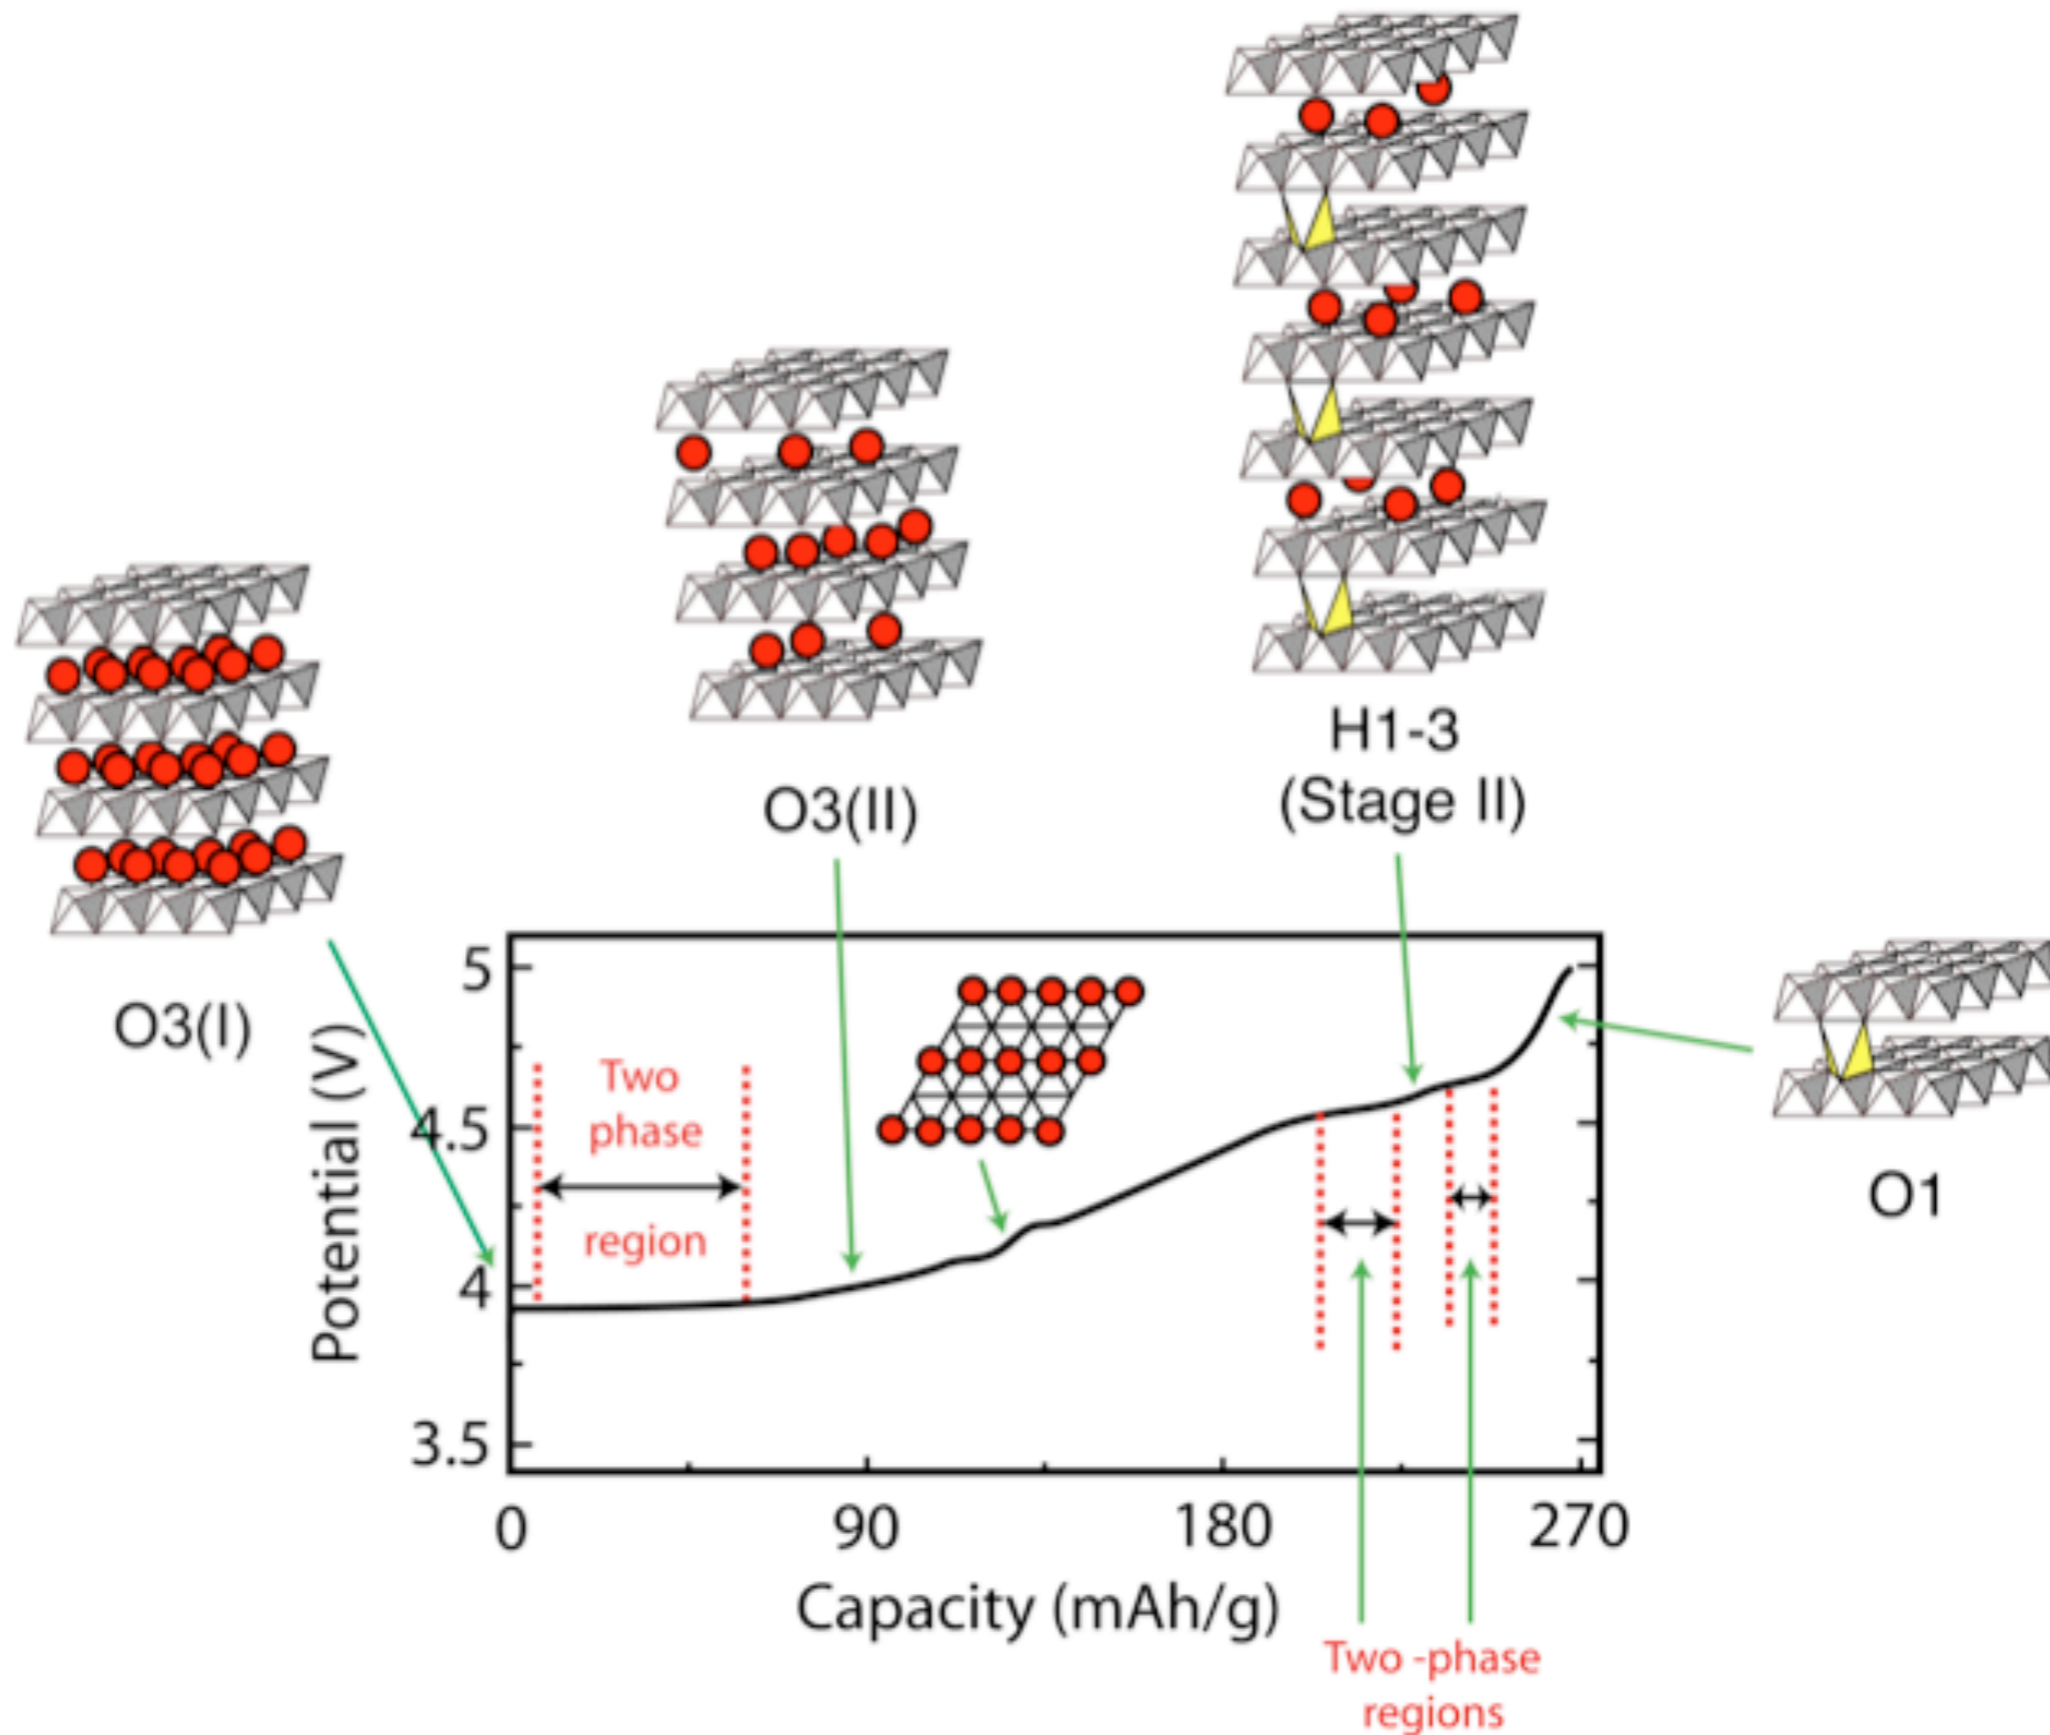 H1-3
(Stage II)
O3(II)
O3(I)
O1
Potential (V)
5
4.5
4
3.5
Two
phase
region
0
90
180
270
Capacity (mAh/g)
Two -phase
regions